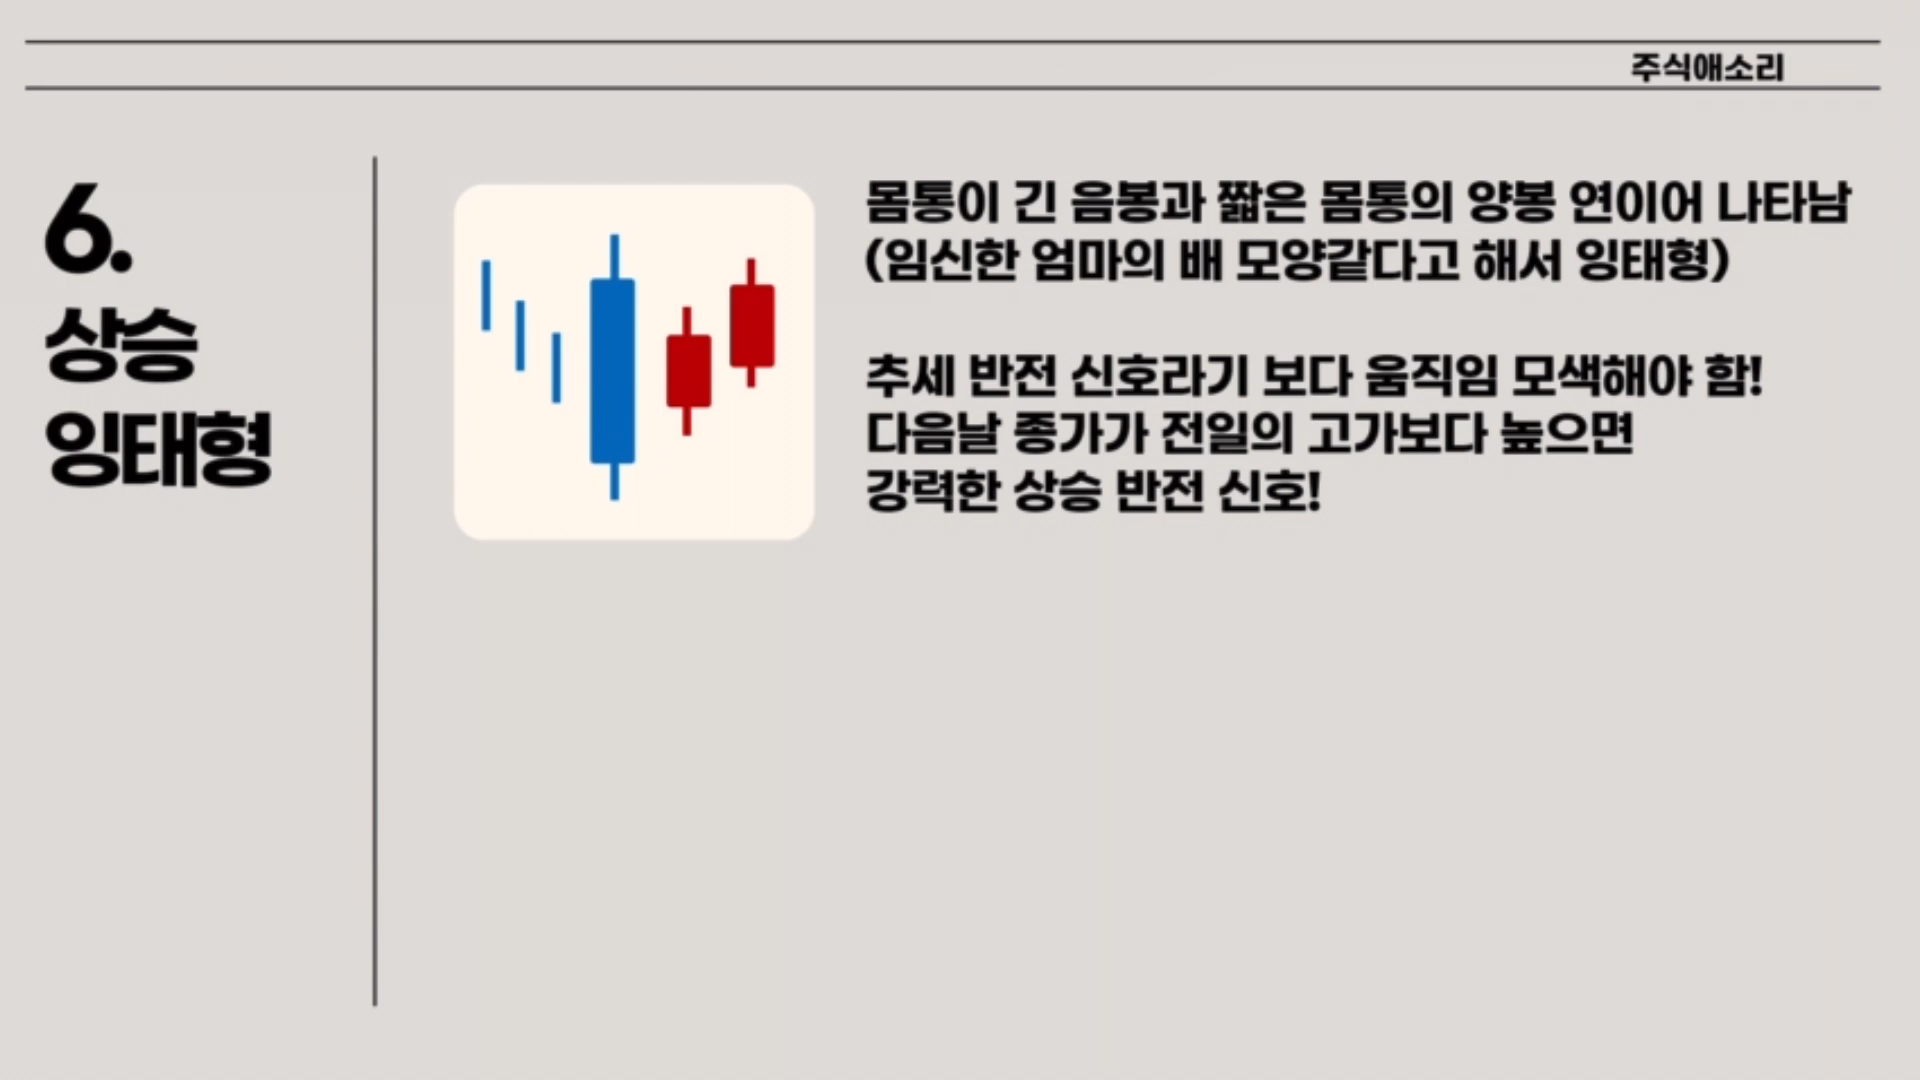 주식애소리
6.
상승
잉태형
몸통이 긴 음봉과 짧은 몸통의 양봉 연이어 나타남
(임신한 엄마의 배 모양같다고 해서 잉태형)
추세 반전 신호라기 보다 움직임 모색해야 함!
다음날 종가가 전일의 고가보다 높으면
강력한 상승 반전 신호!